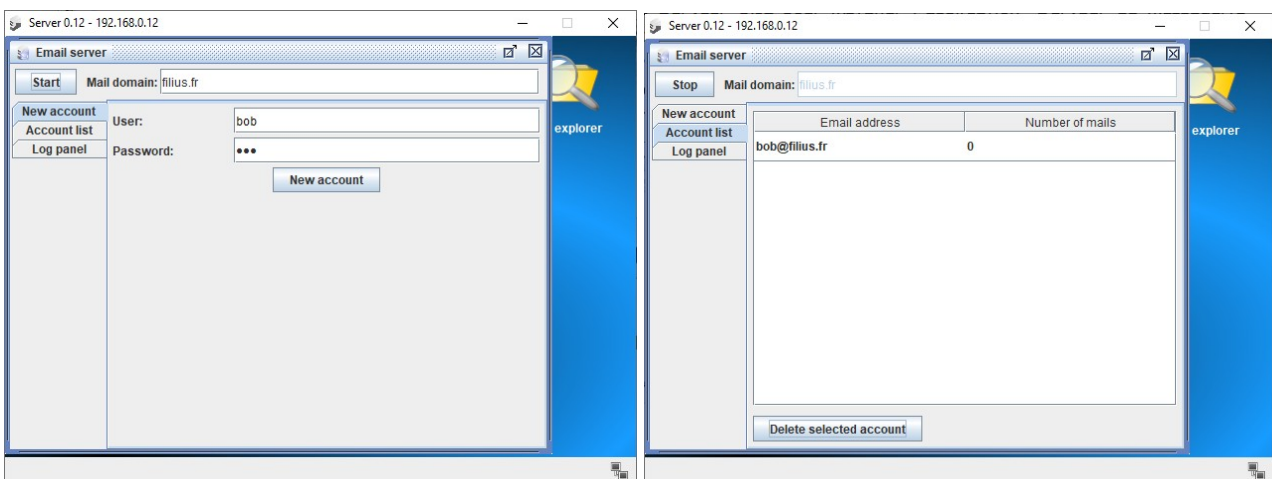 Server 0.12 - 192.168.0.12
Email server
Start Mail domain: filius.fr
New account
Account list
Log panel
User: bob
Password: •••
New account
explorer
Server 0.12 - 192.168.0.12
Email server
Stop Mail domain: filius.fr
New account
Account list
Log panel
Email address Number of mails
bob@filius.fr 0
Delete selected account
explorer